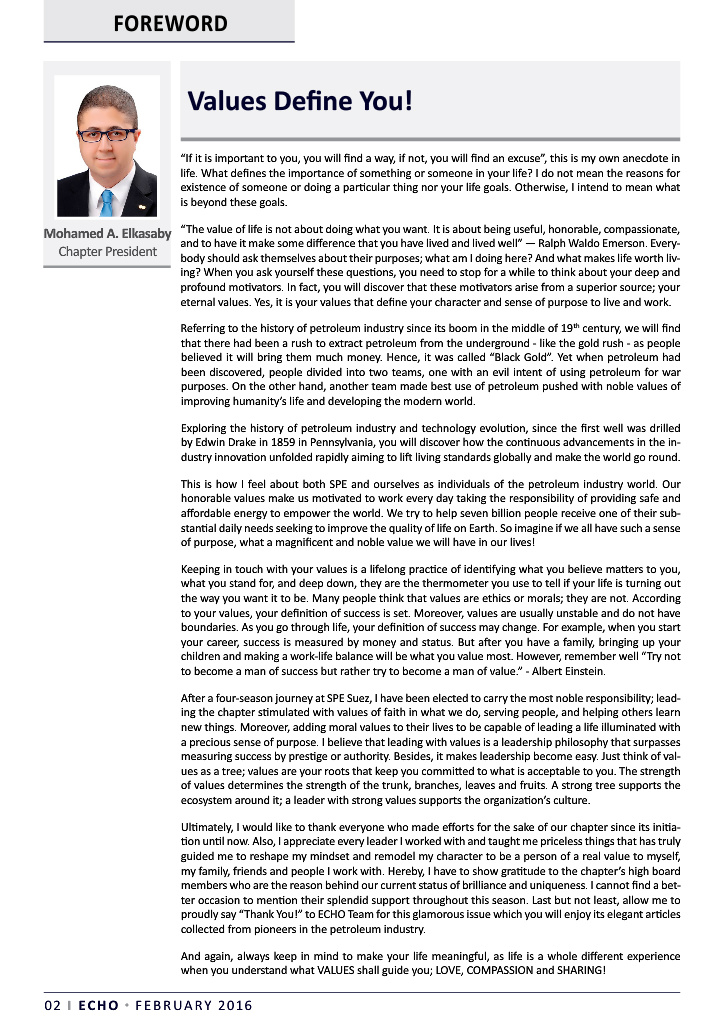 FOREWORD
Values Define You!
Mohamed A. Elkasaby
Chapter President
“If it is important to you, you will find a way, if not, you will find an excuse”, this is my own anecdote in
life. What defines the importance of something or someone in your life? I do not mean the reasons for
existence of someone or doing a particular thing nor your life goals. Otherwise, I intend to mean what
is beyond these goals.
“The value of life is not about doing what you want. It is about being useful, honorable, compassionate,
and to have it make some difference that you have lived and lived well” — Ralph Waldo Emerson. Every-
body should ask themselves about their purposes; what am I doing here? And what makes life worth liv-
ing? When you ask yourself these questions, you need to stop for a while to think about your deep and
profound motivators. In fact, you will discover that these motivators arise from a superior source; your
eternal values. Yes, it is your values that define your character and sense of purpose to live and work.
Referring to the history of petroleum industry since its boom in the middle of 19th century, we will find
that there had been a rush to extract petroleum from the underground - like the gold rush - as people
believed it will bring them much money. Hence, it was called “Black Gold”. Yet when petroleum had
been discovered, people divided into two teams, one with an evil intent of using petroleum for war
purposes. On the other hand, another team made best use of petroleum pushed with noble values of
improving humanity’s life and developing the modern world.
Exploring the history of petroleum industry and technology evolution, since the first well was drilled
by Edwin Drake in 1859 in Pennsylvania, you will discover how the continuous advancements in the in-
dustry innovation unfolded rapidly aiming to lift living standards globally and make the world go round.
This is how I feel about both SPE and ourselves as individuals of the petroleum industry world. Our
honorable values make us motivated to work every day taking the responsibility of providing safe and
affordable energy to empower the world. We try to help seven billion people receive one of their sub-
stantial daily needs seeking to improve the quality of life on Earth. So imagine if we all have such a sense
of purpose, what a magnificent and noble value we will have in our lives!
Keeping in touch with your values is a lifelong practice of identifying what you believe matters to you,
what you stand for, and deep down, they are the thermometer you use to tell if your life is turning out
the way you want it to be. Many people think that values are ethics or morals; they are not. According
to your values, your definition of success is set. Moreover, values are usually unstable and do not have
boundaries. As you go through life, your definition of success may change. For example, when you start
your career, success is measured by money and status. But after you have a family, bringing up your
children and making a work-life balance will be what you value most. However, remember well “Try not
to become a man of success but rather try to become a man of value.” - Albert Einstein.
After a four-season journey at SPE Suez, I have been elected to carry the most noble responsibility; lead-
ing the chapter stimulated with values of faith in what we do, serving people, and helping others learn
new things. Moreover, adding moral values to their lives to be capable of leading a life illuminated with
a precious sense of purpose. I believe that leading with values is a leadership philosophy that surpasses
measuring success by prestige or authority. Besides, it makes leadership become easy. Just think of val-
ues as a tree; values are your roots that keep you committed to what is acceptable to you. The strength
of values determines the strength of the trunk, branches, leaves and fruits. A strong tree supports the
ecosystem around it; a leader with strong values supports the organization’s culture.
Ultimately, I would like to thank everyone who made efforts for the sake of our chapter since its initia-
tion until now. Also, I appreciate every leader I worked with and taught me priceless things that has truly
guided me to reshape my mindset and remodel my character to be a person of a real value to myself,
my family, friends and people I work with. Hereby, I have to show gratitude to the chapter’s high board
members who are the reason behind our current status of brilliance and uniqueness. I cannot find a bet-
ter occasion to mention their splendid support throughout this season. Last but not least, allow me to
proudly say “Thank You!” to ECHO Team for this glamorous issue which you will enjoy its elegant articles
collected from pioneers in the petroleum industry.
And again, always keep in mind to make your life meaningful, as life is a whole different experience
when you understand what VALUES shall guide you; LOVE, COMPASSION and SHARING!
02 I ECHO • FEBRUARY 2016